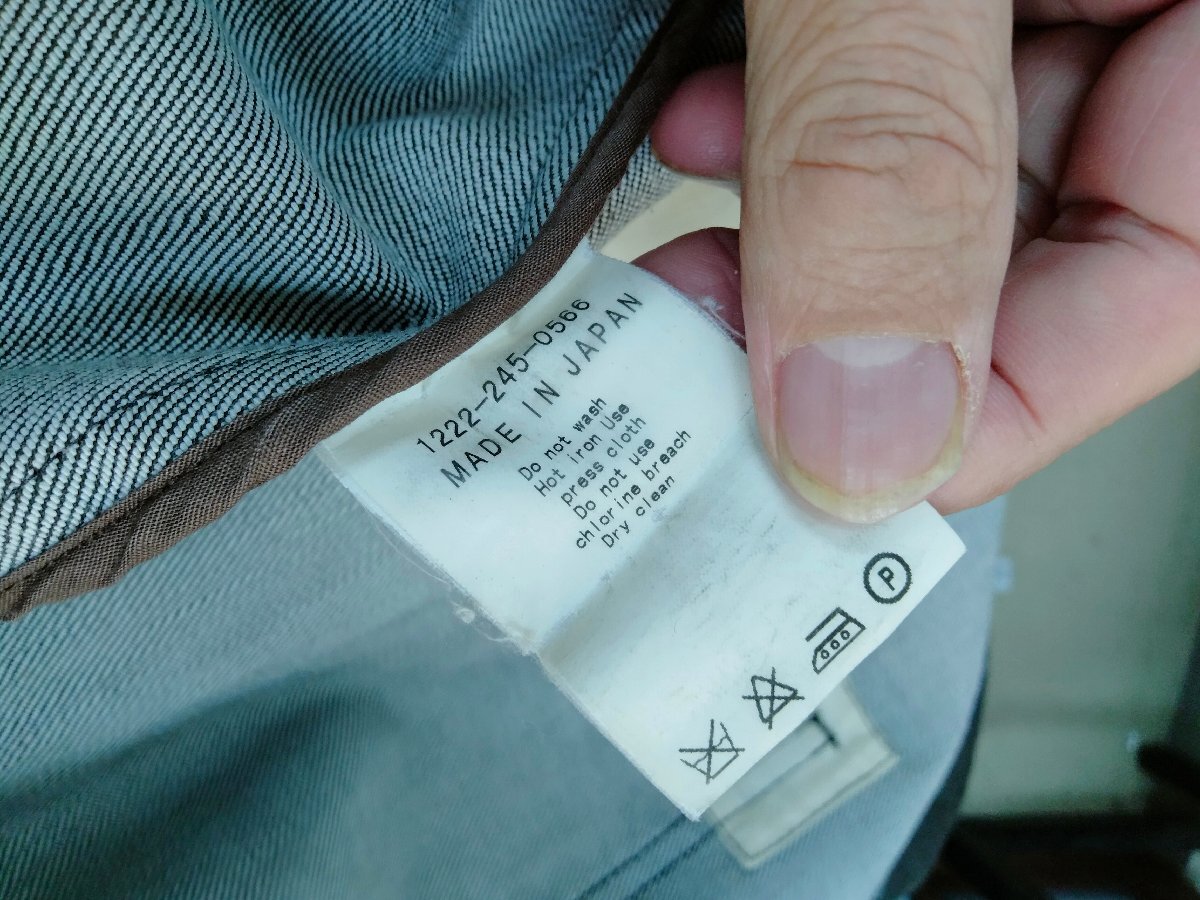 1222-245-0566
MADE IN JAPAN
Do not wash
Hot iron Use
press cloth
Do not use
chlorine breach
Dry clean
P